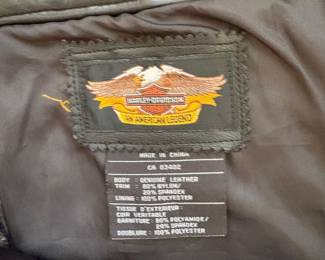 HARLEY-DAVIDSON
AN AMERICAN LEGEND
MADE IN CHINA
CA 03402
BODY : GENUINE LEATHER
TRIM : 80% NYLON/
20% SPANDEX
LINING : 100% POLYESTER
TISSUE D'EXTERIEUR:
CUIR VERITABLE
GARNITURE: 80% POLYAMIDE/
20% SPANDEX
DOUBLURE : 100% POLYESTER